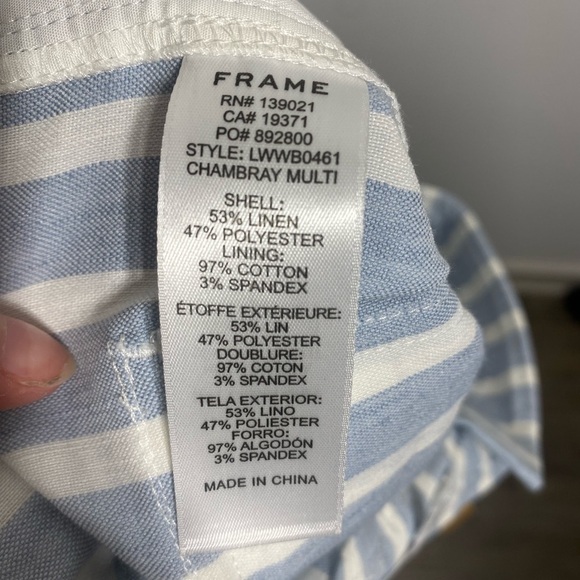 FRAME
RN# 139021
CA# 19371
PO# 892800
STYLE: LWWB0461
CHAMBRAY MULTI
SHELL:
53% LINEN
47% POLYESTER
LINING:
97% COTTON
3% SPANDEX
ÉTOFFE EXTÉRIEURE:
53% LIN
47% POLYESTER
DOUBLURE:
97% COTON
3% SPANDEX
TELA EXTERIOR:
53% LINO
47% POLIESTER
FORRO:
97% ALGODÓN
3% SPANDEX
MADE IN CHINA